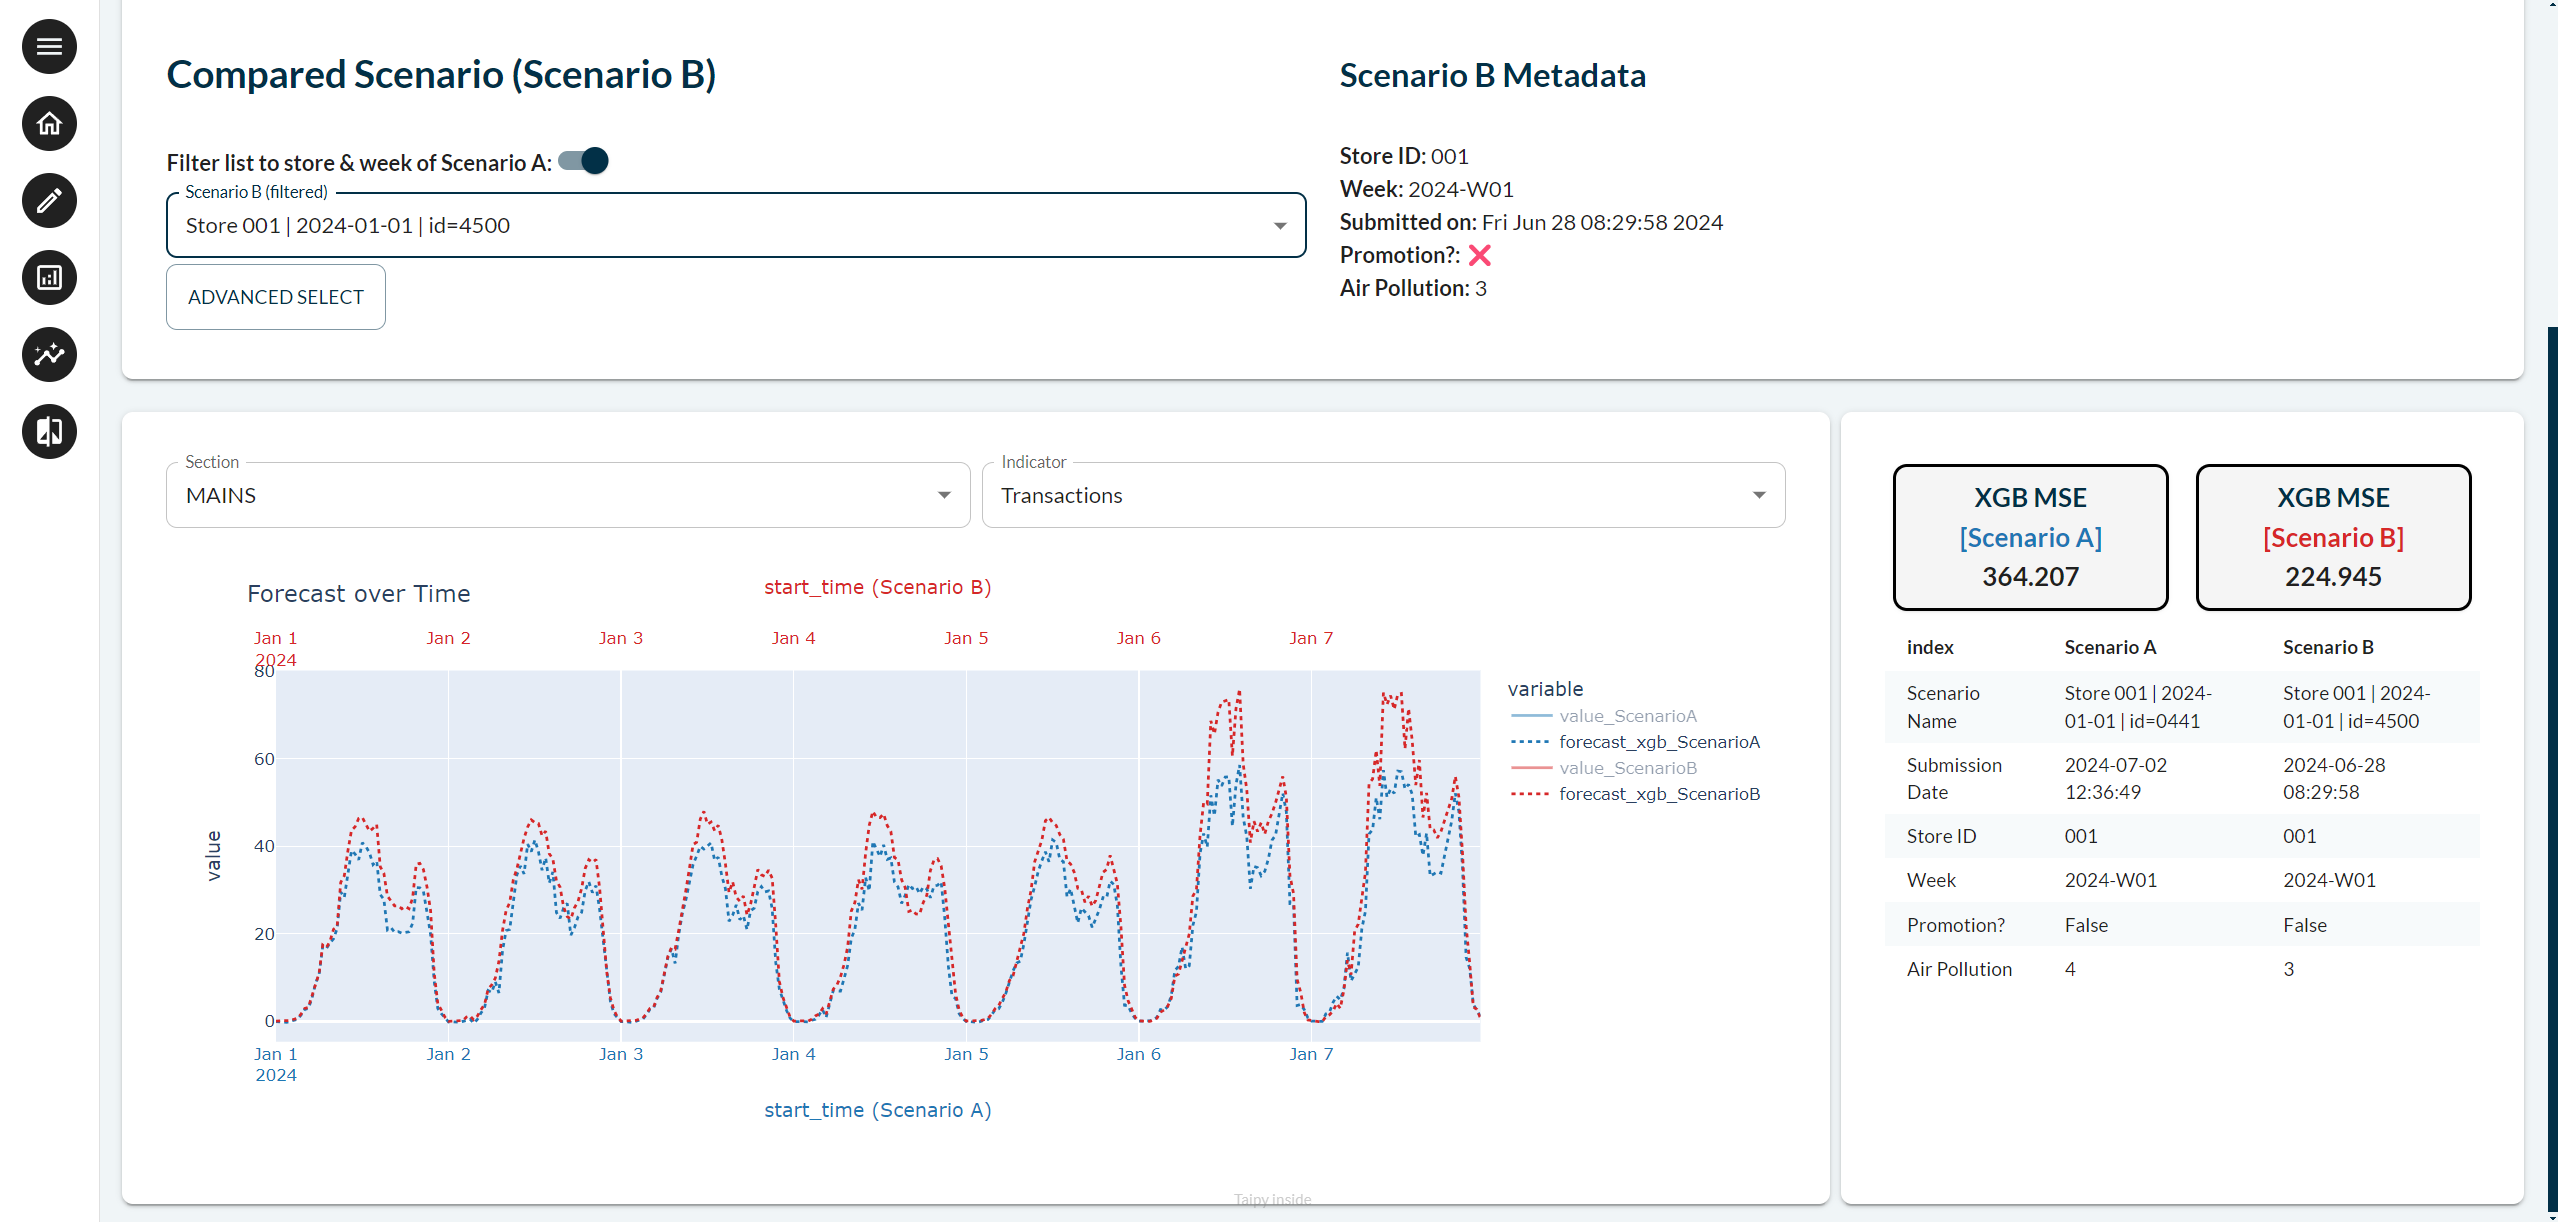 Compared Scenario (Scenario B)
Filter list to store & week of Scenario A:
Scenario B (filtered)
Store 001 | 2024-01-01 | id=4500
ADVANCED SELECT
Scenario B Metadata
Store ID: 001
Week: 2024-W01
Submitted on: Fri Jun 28 08:29:58 2024
Promotion?: ❌
Air Pollution: 3
Section
MAINS
Indicator
Transactions
Forecast over Time
start_time (Scenario B)
Jan 1 Jan 2 Jan 3 Jan 4 Jan 5 Jan 6 Jan 7
2024
80
60
40
20
0
value
Jan 1 Jan 2 Jan 3 Jan 4 Jan 5 Jan 6 Jan 7
2024
start_time (Scenario A)
variable
value_ScenarioA
forecast_xgb_ScenarioA
value_ScenarioB
forecast_xgb_ScenarioB
XGB MSE
[Scenario A]
364.207
XGB MSE
[Scenario B]
224.945
index Scenario A Scenario B
Scenario Store 001 | 2024- Store 001 | 2024-
Name 01-01 | id=0441 01-01 | id=4500
Submission 2024-07-02 2024-06-28
Date 12:36:49 08:29:58
Store ID 001 001
Week 2024-W01 2024-W01
Promotion? False False
Air Pollution 4 3
Taipy inside